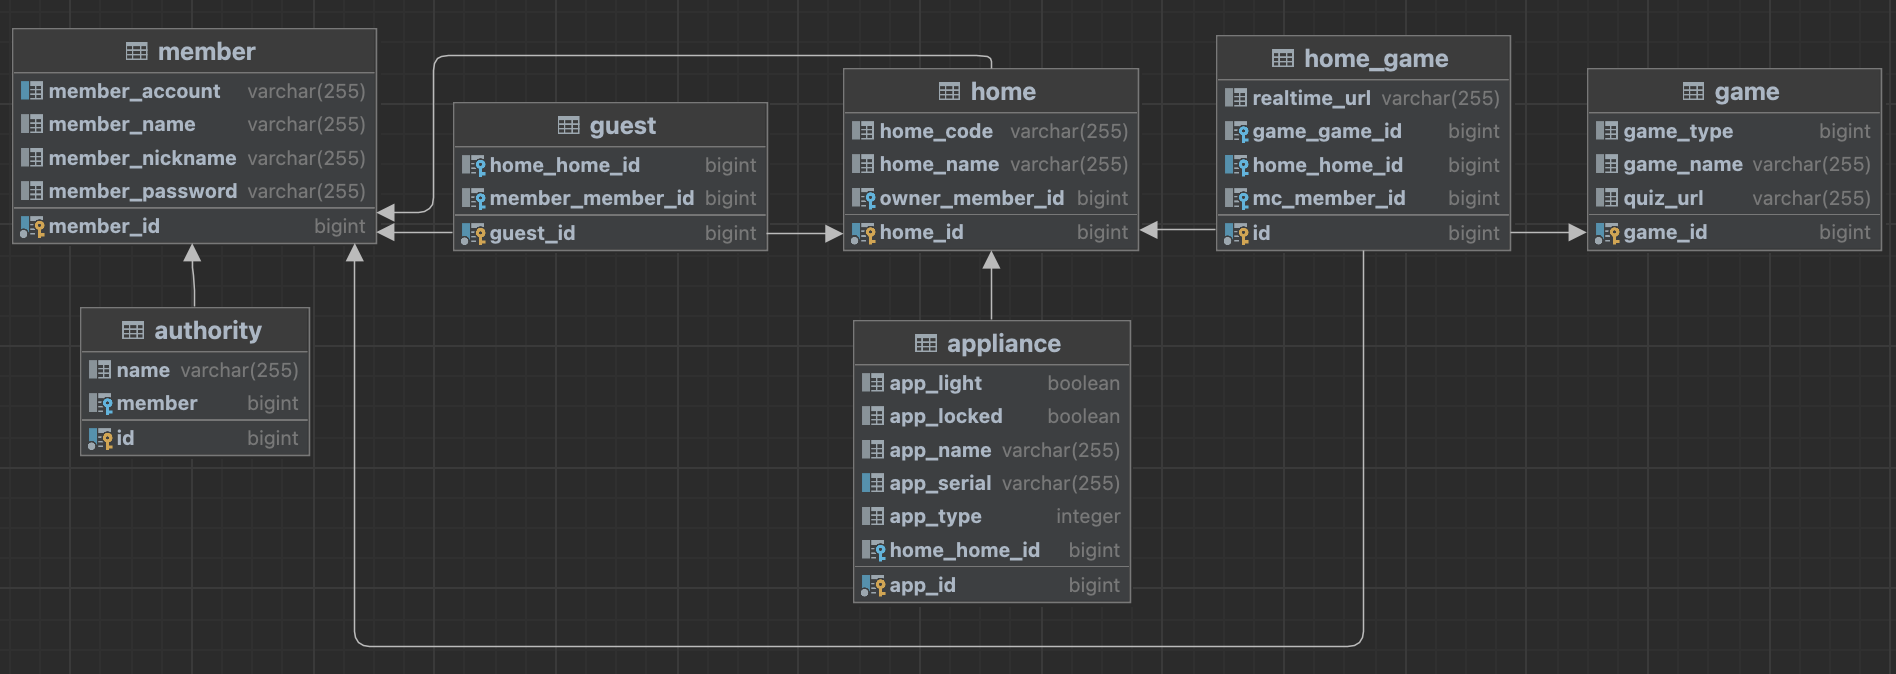 member
member_account varchar(255)
member_name varchar(255)
member_nickname varchar(255)
member_password varchar(255)
member_id bigint
guest
home_home_id bigint
member_member_id bigint
guest_id bigint
home
home_code varchar(255)
home_name varchar(255)
owner_member_id bigint
home_id bigint
home_game
realtime_url varchar(255)
game_game_id bigint
home_home_id bigint
mc_member_id bigint
id bigint
game
game_type bigint
game_name varchar(255)
quiz_url varchar(255)
game_id bigint
authority
name varchar(255)
member bigint
id bigint
appliance
app_light boolean
app_locked boolean
app_name varchar(255)
app_serial varchar(255)
app_type integer
home_home_id bigint
app_id bigint